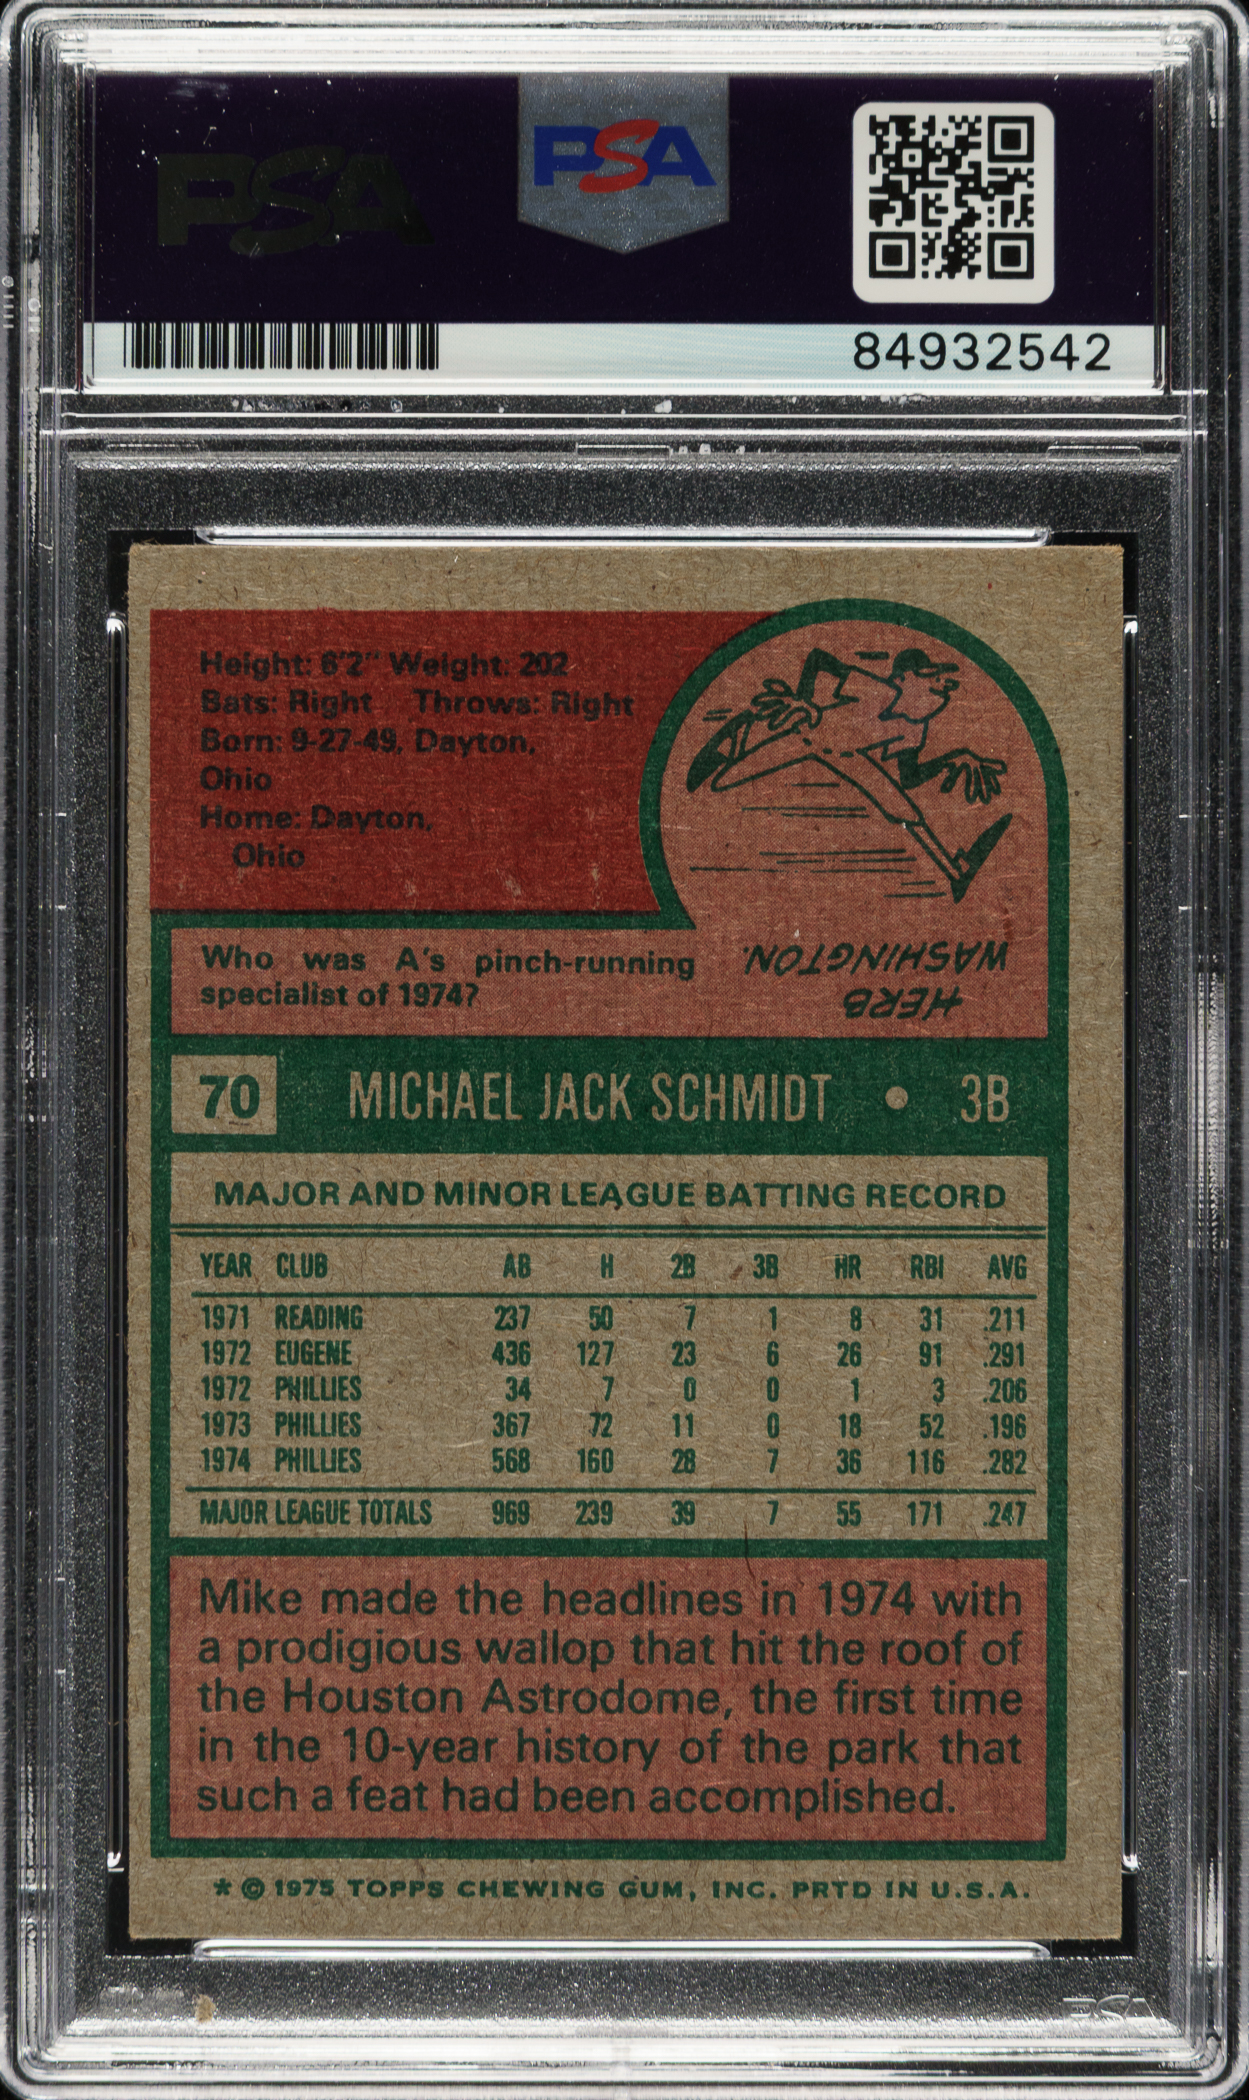 PSA
PSA
84932542
Height: 6'2" Weight: 202
Bats: Right Throws: Right
Born: 9-27-49, Dayton,
Ohio
Home: Dayton,
Ohio
Who was A's pinch-running
specialist of 1974?
HERB
WASHINGTON.
70 MICHAEL JACK SCHMIDT • 3B
MAJOR AND MINOR LEAGUE BATTING RECORD
YEAR CLUB AB H 2B 3B HR RBI AVG
1971 READING 237 50 7 1 8 31 .211
1972 EUGENE 436 127 23 6 26 91 .291
1972 PHILLIES 34 7 0 0 1 3 .206
1973 PHILLIES 367 72 11 0 18 52 .196
1974 PHILLIES 568 160 28 7 36 116 .282
MAJOR LEAGUE TOTALS 969 239 39 7 55 171 .247
Mike made the headlines in 1974 with
a prodigious wallop that hit the roof of
the Houston Astrodome, the first time
in the 10-year history of the park that
such a feat had been accomplished.
* © 1975 TOPPS CHEWING GUM, INC. PRTD IN U.S.A.
PSA